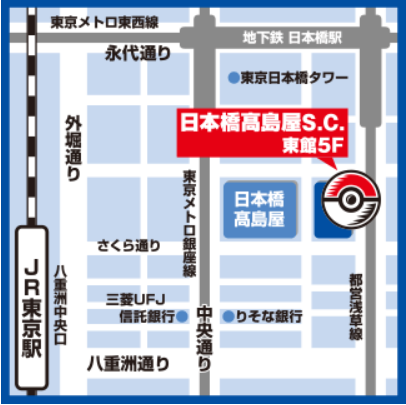 東京メトロ東西線
地下鉄 日本橋駅
永代通り
東京日本橋タワー
日本橋髙島屋S.C.
東館5F
外堀通り
東京メトロ銀座線
日本橋
髙島屋
さくら通り
JR東京駅
八重洲中央口
三菱UFJ
信託銀行
中央通り
りそな銀行
都営浅草線
八重洲通り